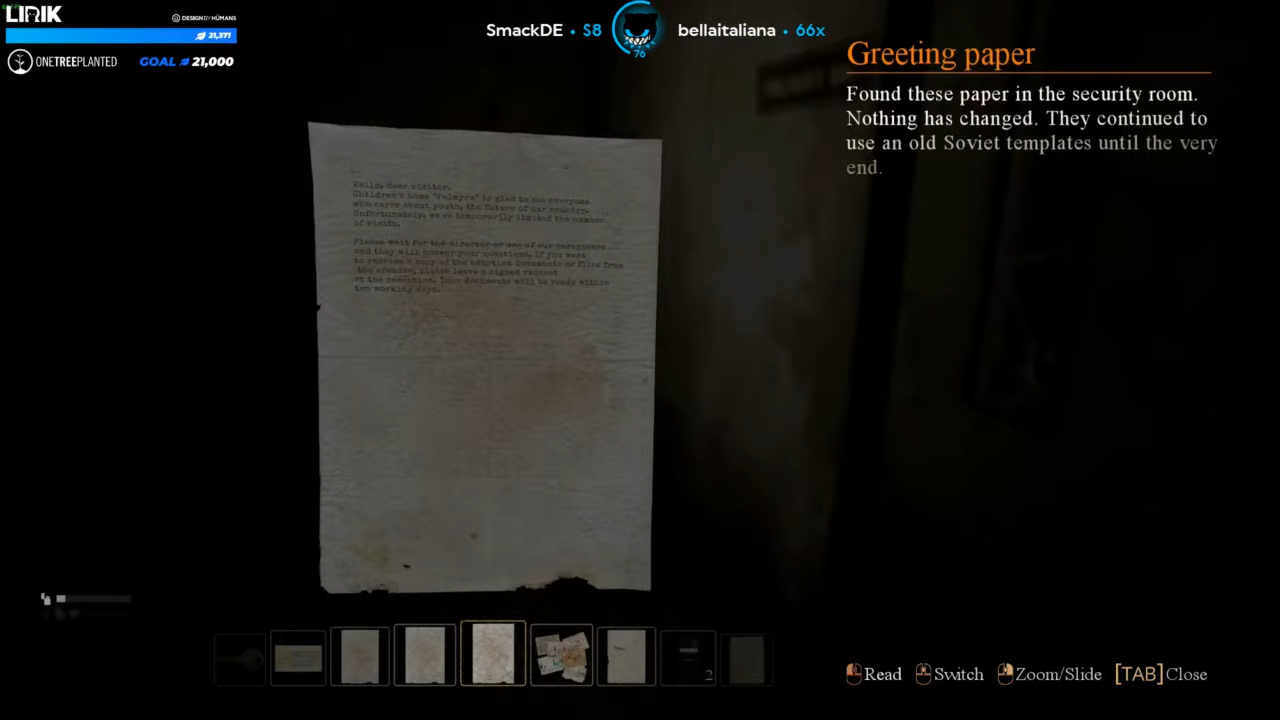 LIRIK
DESIGN BY HÜMANS
21,371
ONETREEPLANTED
GOAL 21,000
SmackDE • $8
76
bellaitaliana • 66x
Greeting paper
Found these paper in the security room.
Nothing has changed. They continued to
use an old Soviet templates until the very
end.
Hello, dear visitor.
Children's home "Palmyra" is glad to see everyone
who cares about youth, the future of our country.
Unfortunately, we've temporarily limited the number
of visits.
Please wait for the director or one of our caregivers
and they will answer your questions. If you want
to receive a copy of the adoption documents or files from
the archive, please leave a signed request
at the reception. Your documents will be ready within
ten working days.
2
Read
Switch
Zoom/Slide
[TAB] Close